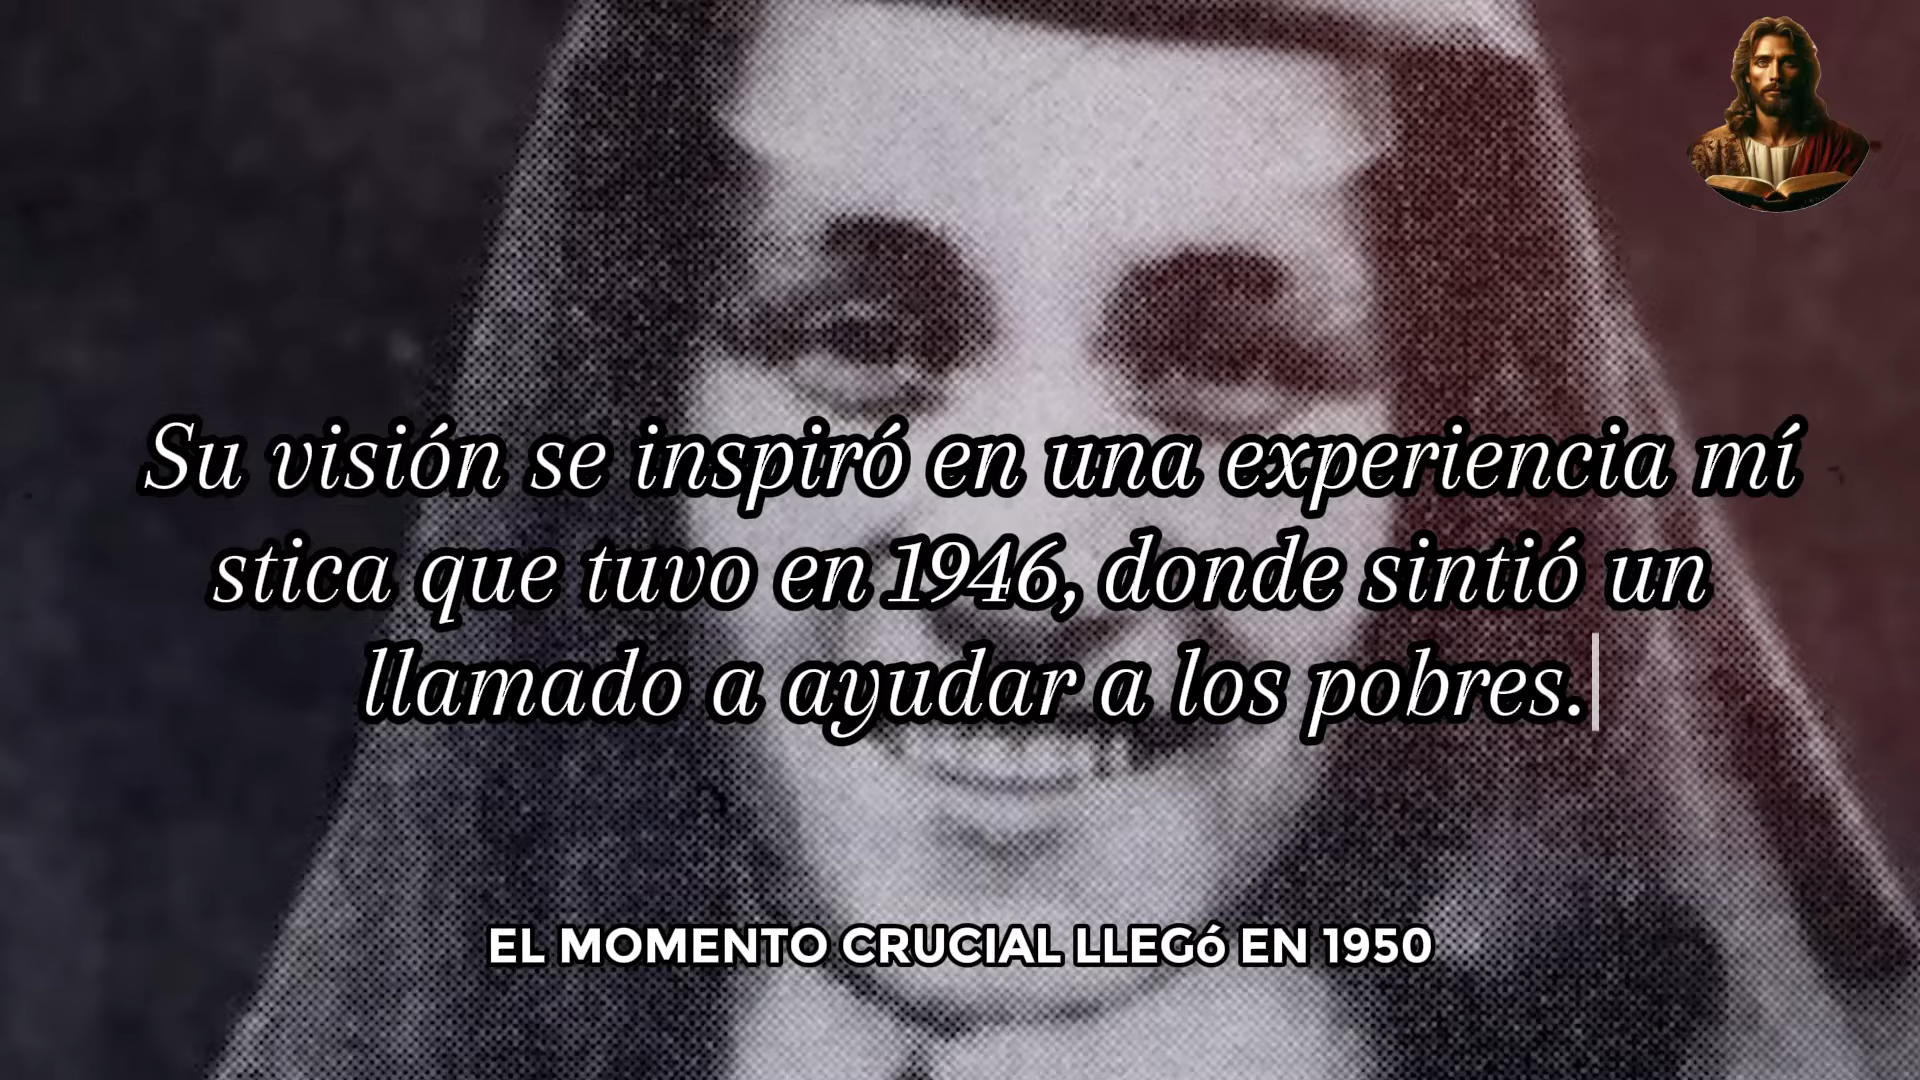 Su visión se inspiró en una experiencia mí
stica que tuvo en 1946, donde sintió un
llamado a ayudar a los pobres.
EL MOMENTO CRUCIAL LLEGó EN 1950